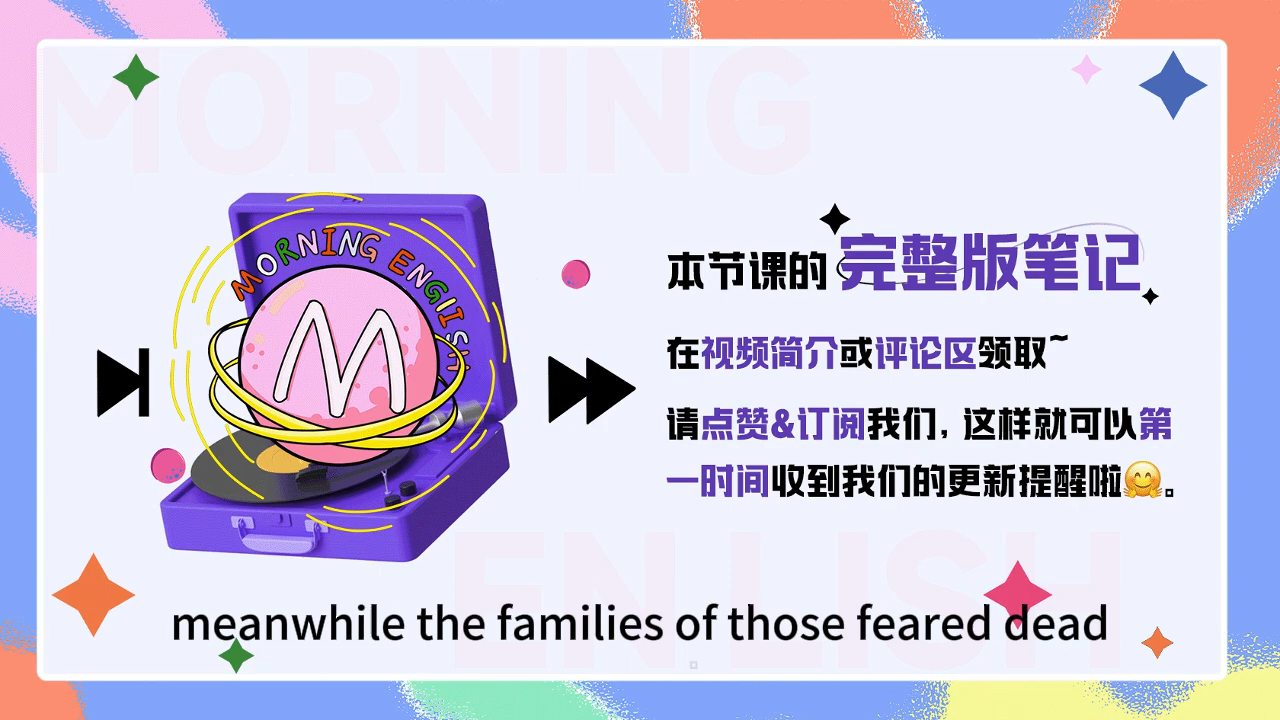 MORNING
MORNING ENGLISH
M
本节课的 完整版笔记
在视频简介或评论区领取~
请点赞&订阅我们, 这样就可以第
一时间收到我们的更新提醒啦🤗。
EN LISH
meanwhile the families of those feared dead